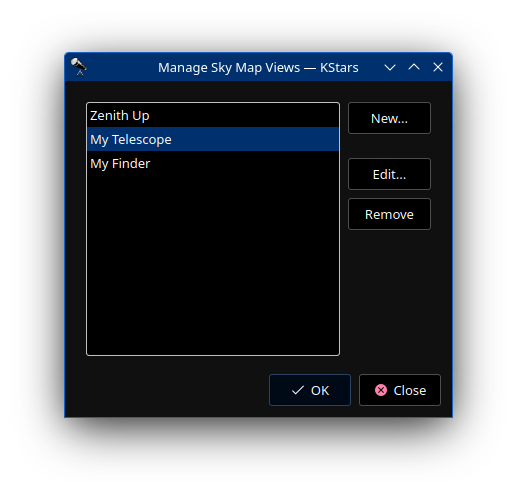 Manage Sky Map Views — KStars
Zenith Up
My Telescope
My Finder
New...
Edit...
Remove
OK
Close